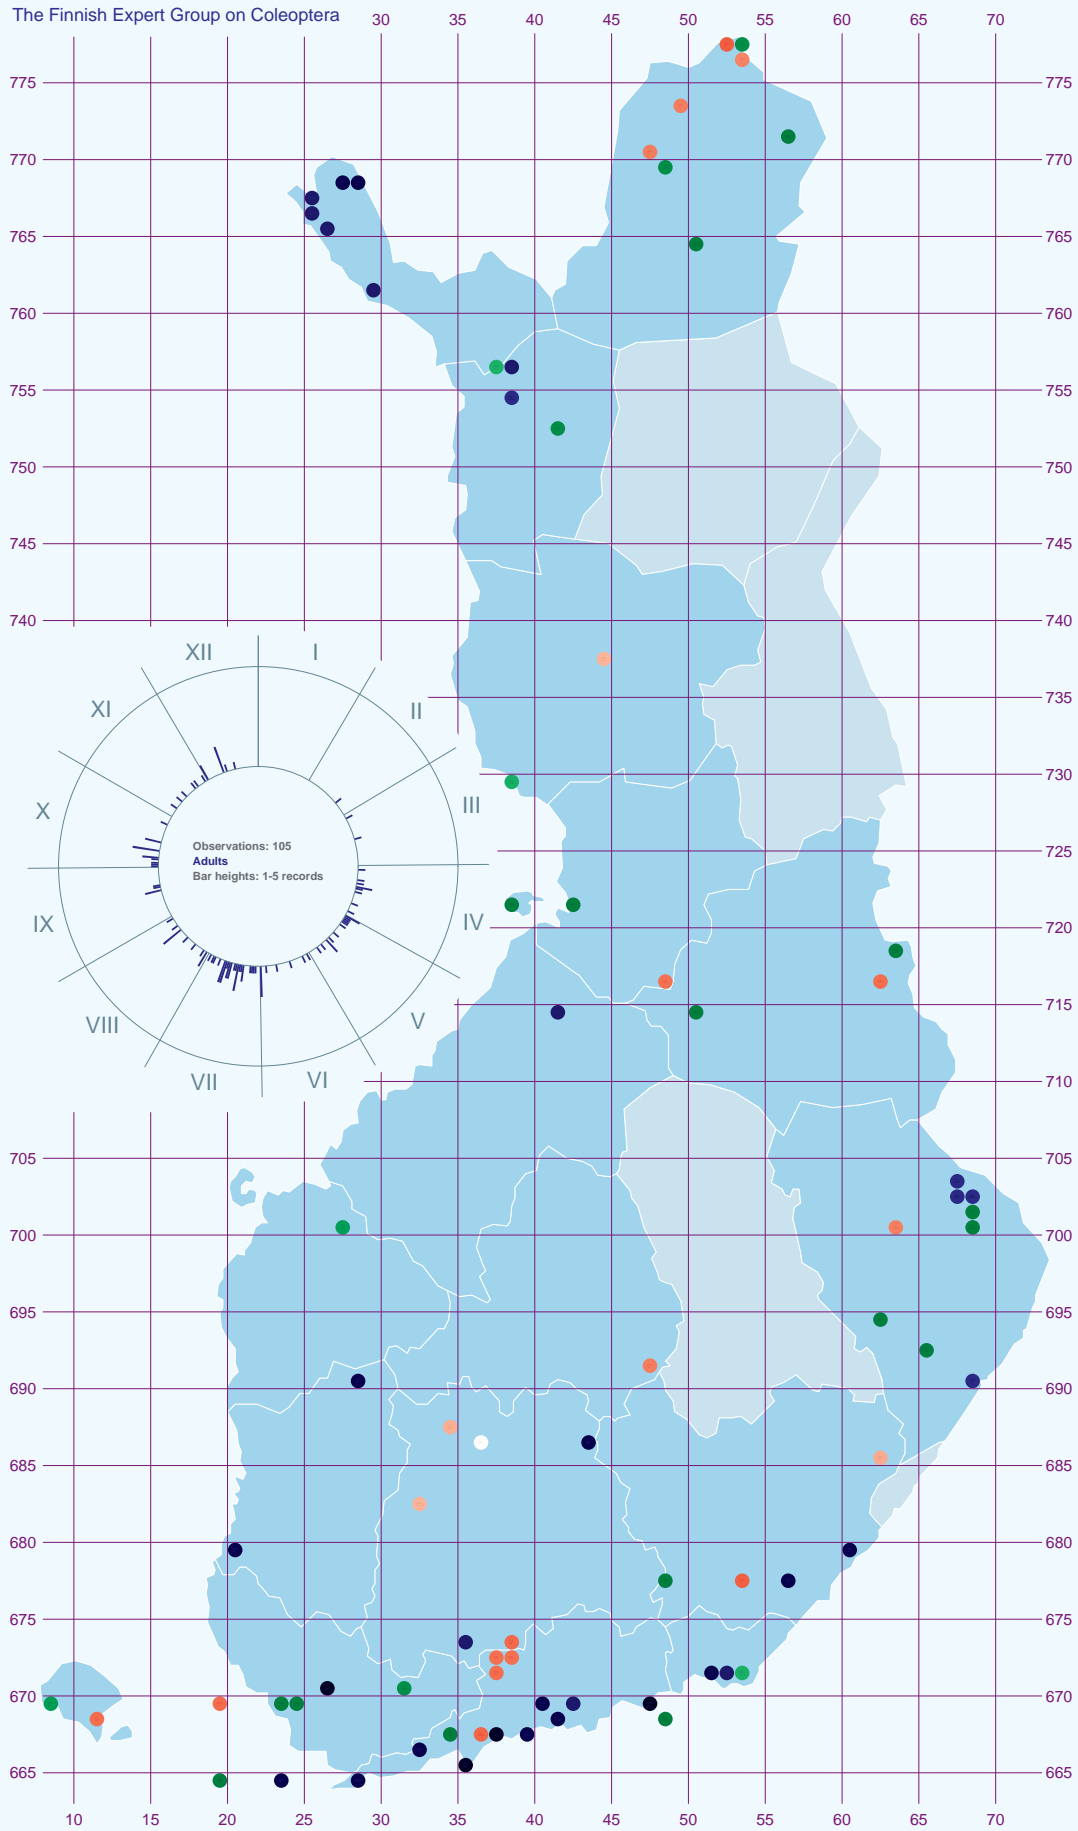 The Finnish Expert Group on Coleoptera
30 35 40 45 50 55 60 65 70
775 775
770 770
765 765
760 760
755 755
750 750
745 745
740 740
XII I
XI II
735
X III
730
Observations: 105
Adults
Bar heights: 1-5 records
725
IX IV
720
VIII V
715
VII VI
710
705 705
700 700
695 695
690 690
685 685
680 680
675 675
670 670
665 665
10 15 20 25 30 35 40 45 50 55 60 65 70